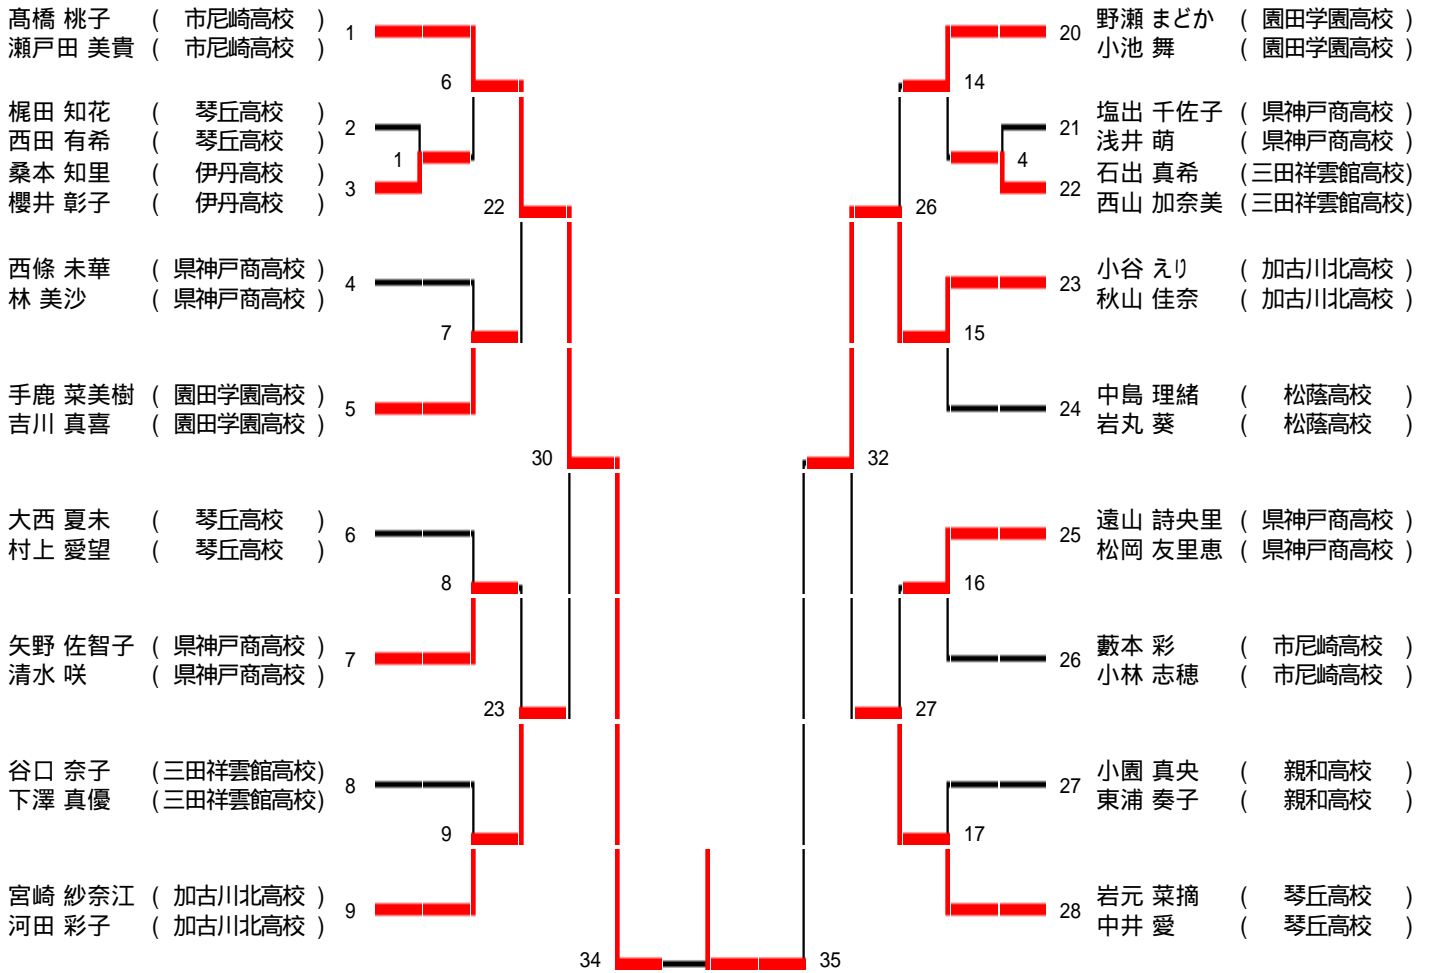 髙橋 桃子 ( 市尼崎高校 ) 1
瀬戸田 美貴 ( 市尼崎高校 )
6
梶田 知花 ( 琴丘高校 ) 2
西田 有希 ( 琴丘高校 )
1
桑本 知里 ( 伊丹高校 ) 3
櫻井 彰子 ( 伊丹高校 )
22
西條 未華 ( 県神戸商高校 ) 4
林 美沙 ( 県神戸商高校 )
7
手鹿 菜美樹 ( 園田学園高校 ) 5
吉川 真喜 ( 園田学園高校 )
30
大西 夏未 ( 琴丘高校 ) 6
村上 愛望 ( 琴丘高校 )
8
矢野 佐智子 ( 県神戸商高校 ) 7
清水 咲 ( 県神戸商高校 )
23
谷口 奈子 (三田祥雲館高校) 8
下澤 真優 (三田祥雲館高校)
9
宮崎 紗奈江 ( 加古川北高校 ) 9
河田 彩子 ( 加古川北高校 )
34
20 野瀬 まどか ( 園田学園高校 )
小池 舞 ( 園田学園高校 )
14
21 塩出 千佐子 ( 県神戸商高校 )
浅井 萌 ( 県神戸商高校 )
4
22 石出 真希 (三田祥雲館高校)
西山 加奈美 (三田祥雲館高校)
26
23 小谷 えり ( 加古川北高校 )
秋山 佳奈 ( 加古川北高校 )
15
24 中島 理緒 ( 松蔭高校 )
岩丸 葵 ( 松蔭高校 )
32
25 遠山 詩央里 ( 県神戸商高校 )
松岡 友里恵 ( 県神戸商高校 )
16
26 藪本 彩 ( 市尼崎高校 )
小林 志穂 ( 市尼崎高校 )
27
27 小園 真央 ( 親和高校 )
東浦 奏子 ( 親和高校 )
17
28 岩元 菜摘 ( 琴丘高校 )
中井 愛 ( 琴丘高校 )
35